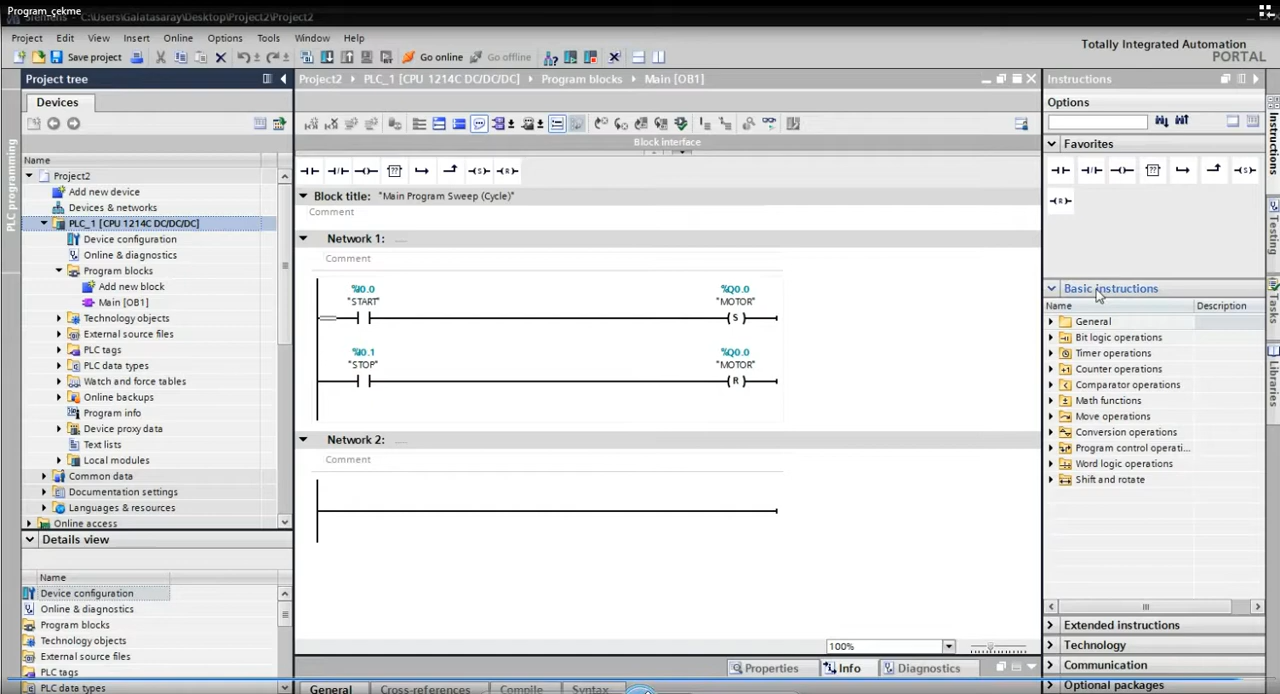 Program_çekme
Siemens - C:\Users\Galatasaray\Desktop\Project2\Project2
Project Edit View Insert Online Options Tools Window Help
Totally Integrated Automation
PORTAL
Save project Go online Go offline
Project tree
Project2 PLC_1 [CPU 1214C DC/DC/DC] Program blocks Main [OB1]
Instructions
Devices
Options
Block interface
Favorites
Name
Project2
Add new device
Devices & networks
PLC_1 [CPU 1214C DC/DC/DC]
Device configuration
Online & diagnostics
Program blocks
Add new block
Main [OB1]
Technology objects
External source files
PLC tags
PLC data types
Watch and force tables
Online backups
Program info
Device proxy data
Text lists
Local modules
Common data
Documentation settings
Languages & resources
Online access
Details view
Name
Device configuration
Online & diagnostics
Program blocks
Technology objects
External source files
PLC tags
PLC data types
Block title: "Main Program Sweep (Cycle)"
Comment
Network 1: .....
Comment
%I0.0
"START"
%Q0.0
"MOTOR"
S
%I0.1
"STOP"
%Q0.0
"MOTOR"
R
Network 2: .....
Comment
100%
Properties Info Diagnostics
General Cross-references Compile Syntax
Basic instructions
Name Description
General
Bit logic operations
Timer operations
Counter operations
Comparator operations
Math functions
Move operations
Conversion operations
Program control operati...
Word logic operations
Shift and rotate
Extended instructions
Technology
Communication
Optional packages
PLC programming
Instructions
Testing
Tasks
Libraries